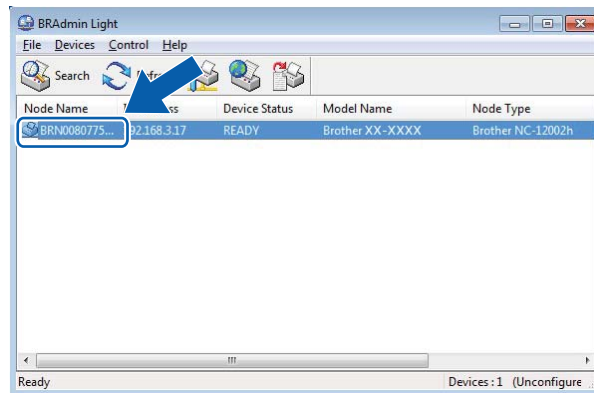 BRAdmin Light
File Devices Control Help
Search
Node Name Device Status Model Name Node Type
BRN0080775... 92.168.3.17 READY Brother XX-XXXX Brother NC-12002h
Ready Devices: 1 (Unconfigure